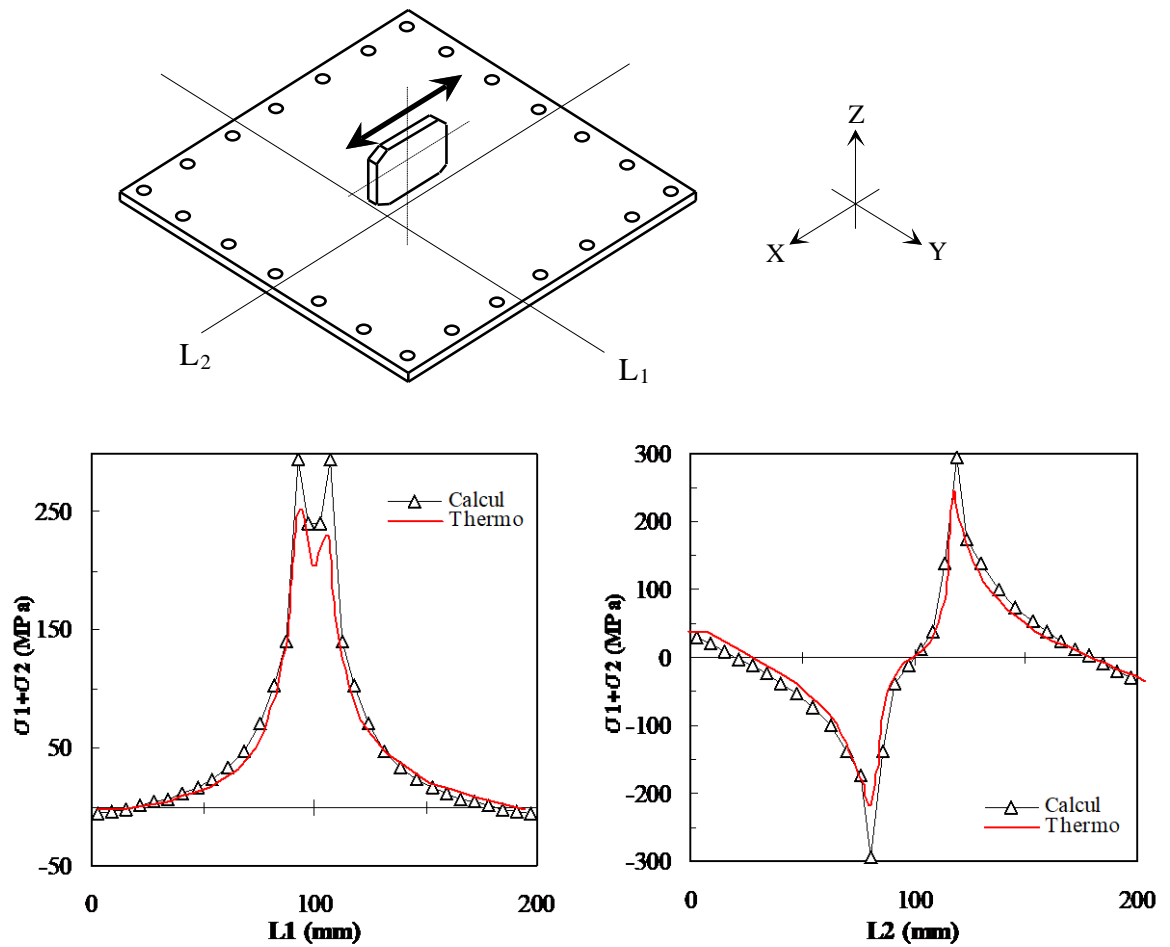 Z
X
Y
L₂
L₁
250
150
50
-50
0
100
200
σ1+σ2 (MPa)
L1 (mm)
Calcul
Thermo
300
200
100
0
-100
-200
-300
0
100
200
σ1+σ2 (MPa)
L2 (mm)
Calcul
Thermo